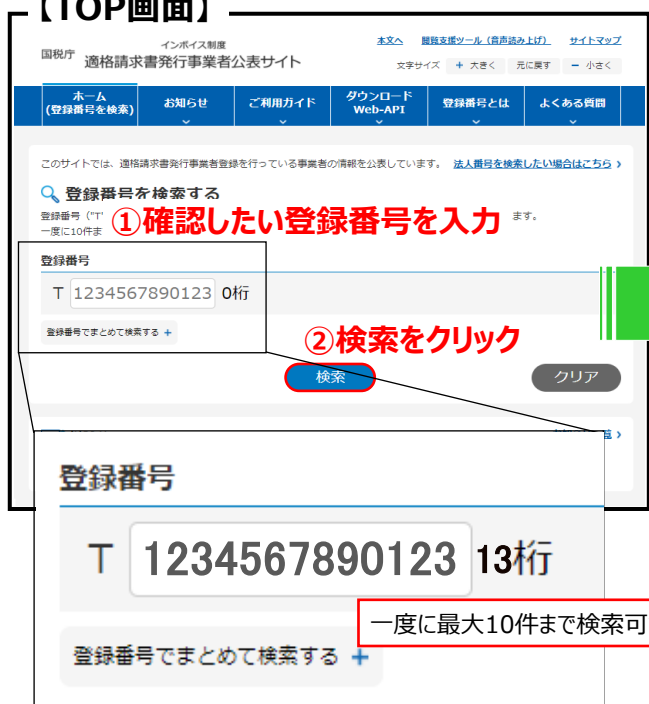 【TOP画面】
本文へ 閲覧支援ツール（音声読み上げ） サイトマップ
国税庁 インボイス制度
適格請求書発行事業者公表サイト
文字サイズ + 大きく 元に戻す − 小さく
ホーム
(登録番号を検索) お知らせ ご利用ガイド ダウンロード
Web-API 登録番号とは よくある質問
このサイトでは、適格請求書発行事業者登録を行っている事業者の情報を公表しています。 法人番号を検索したい場合はこちら
登録番号を検索する
登録番号（"T" ます。
一度に10件ま
①確認したい登録番号を入力
登録番号
T 1234567890123 0桁
登録番号でまとめて検索する +
②検索をクリック
検索 クリア
登録番号
T 1234567890123 13桁
一度に最大10件まで検索可
登録番号でまとめて検索する +